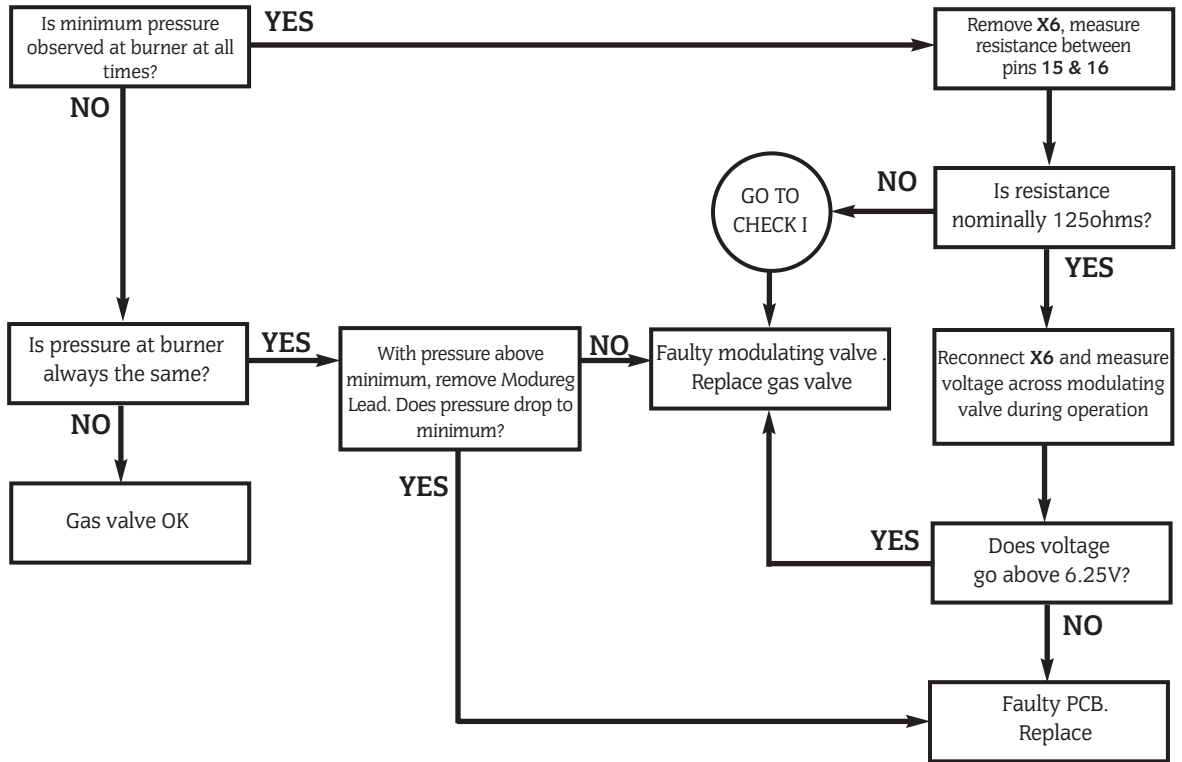 Is minimum pressure
observed at burner at all
times?
YES
Remove X6, measure
resistance between
pins 15 & 16
NO
GO TO
CHECK I
NO
Is resistance
nominally 125ohms?
YES
Is pressure at burner
always the same?
YES
With pressure above
minimum, remove Modureg
Lead. Does pressure drop to
minimum?
NO
Faulty modulating valve .
Replace gas valve
Reconnect X6 and measure
voltage across modulating
valve during operation
NO
YES
Gas valve OK
YES
Does voltage
go above 6.25V?
NO
Faulty PCB.
Replace